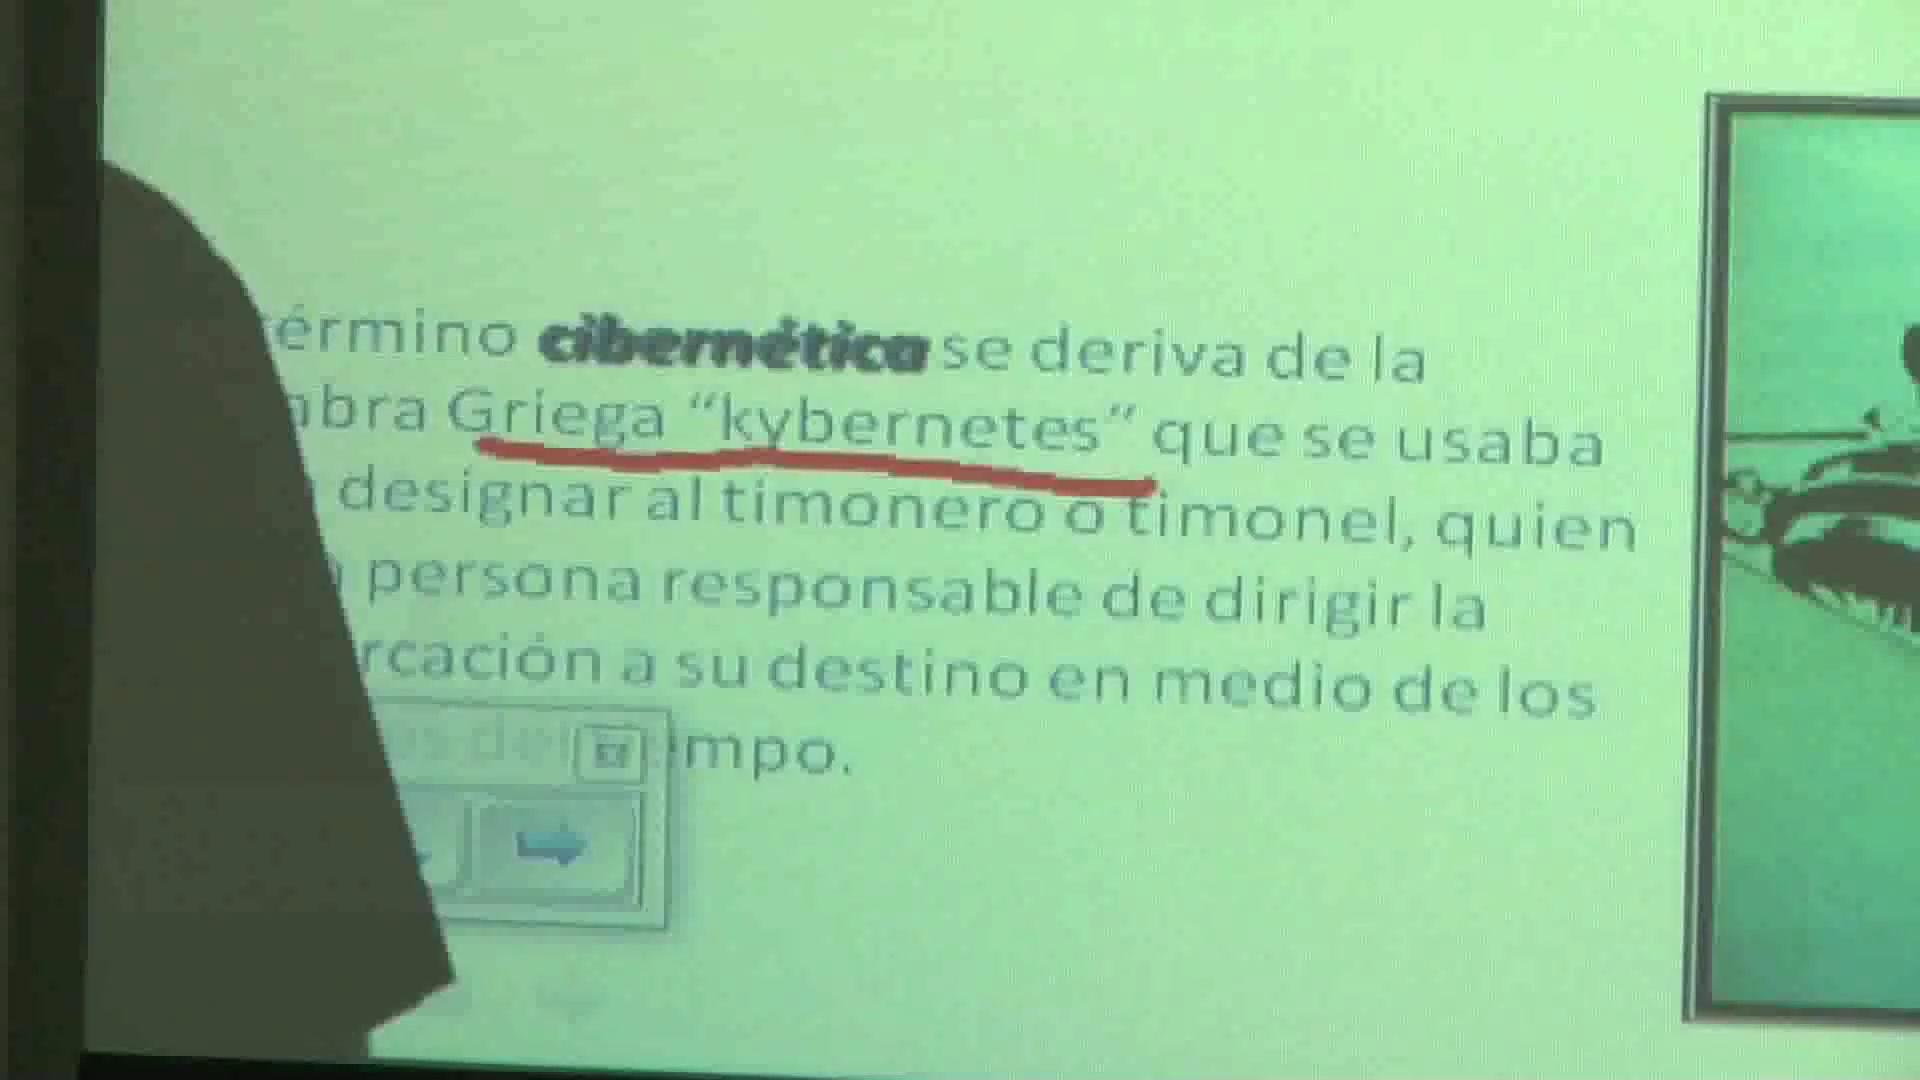 érmino cibernética se deriva de la
abra Griega “kybernetes” que se usaba
designar al timonero o timonel, quien
persona responsable de dirigir la
rcación a su destino en medio de los
mpo.